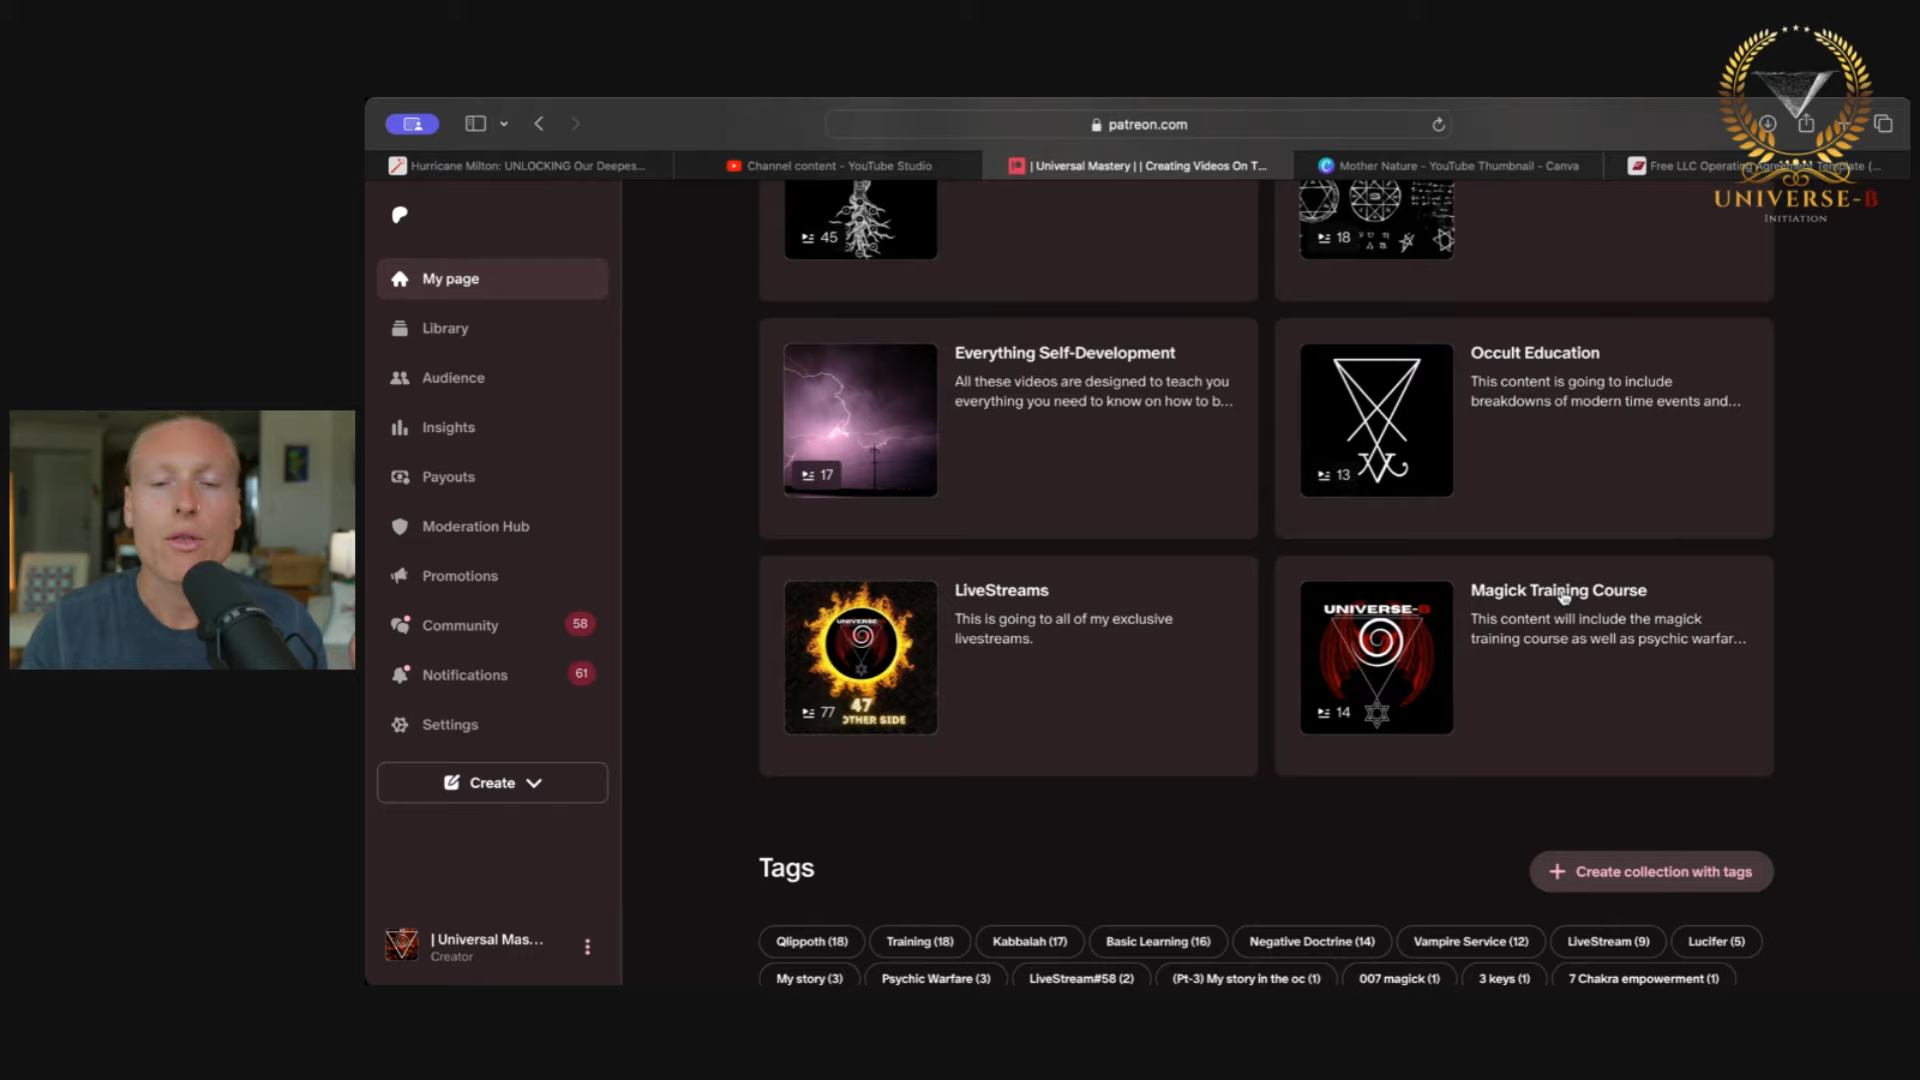 patreon.com
Hurricane Milton: UNLOCKING Our Deepes...
Channel content - YouTube Studio
| Universal Mastery | | Creating Videos On T...
Mother Nature - YouTube Thumbnail - Canva
Free LLC Operating Agreement Template (...
UNIVERSE-B
INITIATION
My page
Library
Audience
Insights
Payouts
Moderation Hub
Promotions
Community
58
Notifications
61
Settings
Create
| Universal Mas...
Creator
45
18
Everything Self-Development
All these videos are designed to teach you
everything you need to know on how to b...
17
Occult Education
This content is going to include
breakdowns of modern time events and...
13
LiveStreams
This is going to all of my exclusive
livestreams.
UNIVERSE-B
77
47
OTHER SIDE
Magick Training Course
This content will include the magick
training course as well as psychic warfar...
UNIVERSE-B
14
Tags
Create collection with tags
Qlippoth (18)
Training (18)
Kabbalah (17)
Basic Learning (16)
Negative Doctrine (14)
Vampire Service (12)
LiveStream (9)
Lucifer (5)
My story (3)
Psychic Warfare (3)
LiveStream#58 (2)
(Pt-3) My story in the oc (1)
007 magick (1)
3 keys (1)
7 Chakra empowerment (1)